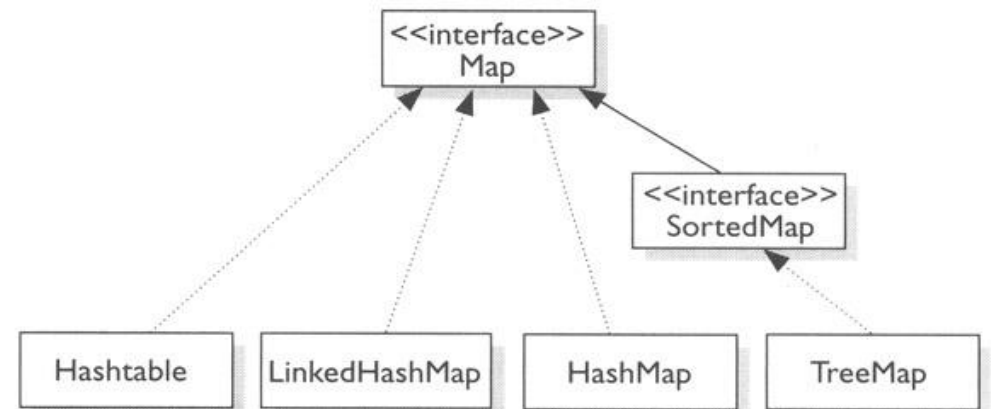 <<interface>>
Map
<<interface>>
SortedMap
Hashtable
LinkedHashMap
HashMap
TreeMap